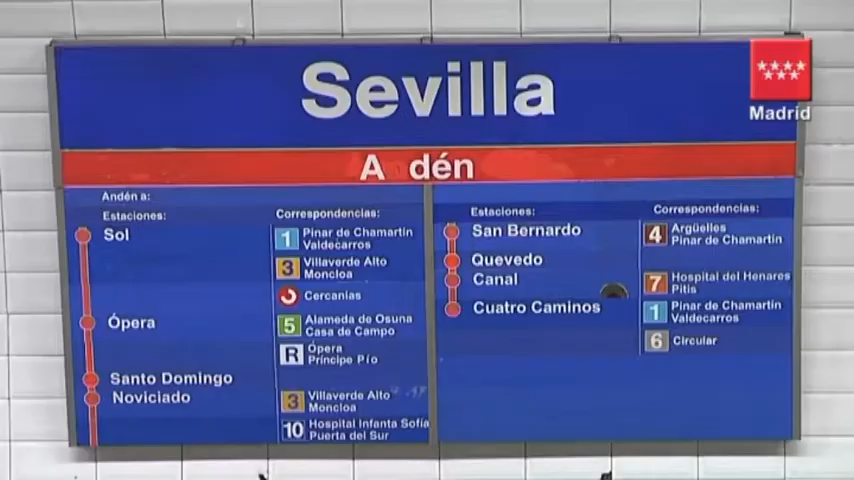 Sevilla
Madrid
A dén
Andén a:
Estaciones:
Correspondencias:
Sol
1 Pinar de Chamartín
Valdecarros
3 Villaverde Alto
Moncloa
Cercanías
Ópera
5 Alameda de Osuna
Casa de Campo
R Ópera
Príncipe Pío
Santo Domingo
Noviciado
3 Villaverde Alto
Moncloa
10 Hospital Infanta Sofía
Puerta del Sur
Estaciones:
Correspondencias:
San Bernardo
4 Argüelles
Pinar de Chamartín
Quevedo
Canal
7 Hospital del Henares
Pitis
Cuatro Caminos
1 Pinar de Chamartín
Valdecarros
6 Circular